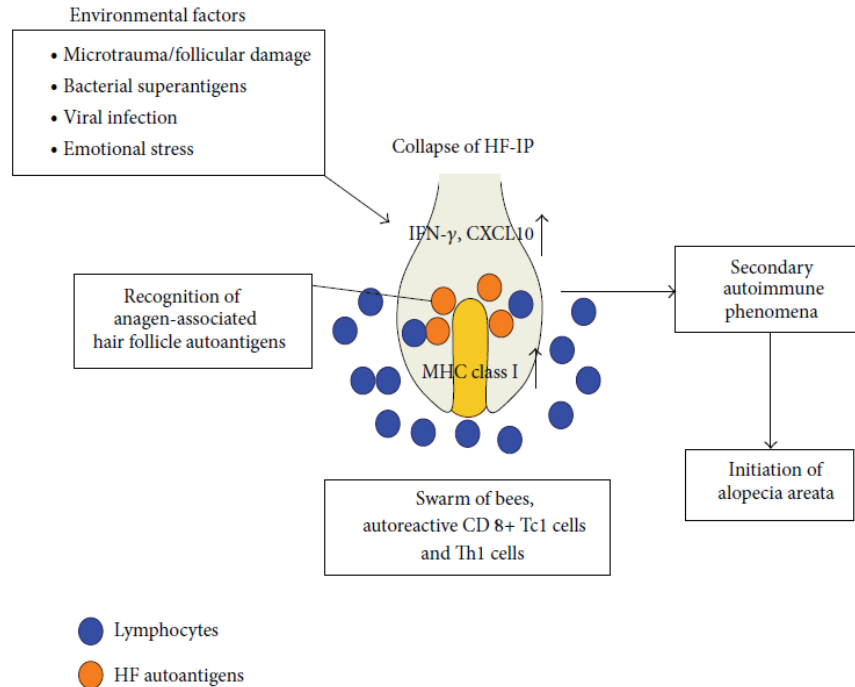 Environmental factors
• Microtrauma/follicular damage
• Bacterial superantigens
• Viral infection
• Emotional stress
Collapse of HF-IP
IFN-γ, CXCL10
Recognition of
anagen-associated
hair follicle autoantigens
MHC class I
Secondary
autoimmune
phenomena
Initiation of
alopecia areata
Swarm of bees,
autoreactive CD 8+ Tc1 cells
and Th1 cells
Lymphocytes
HF autoantigens